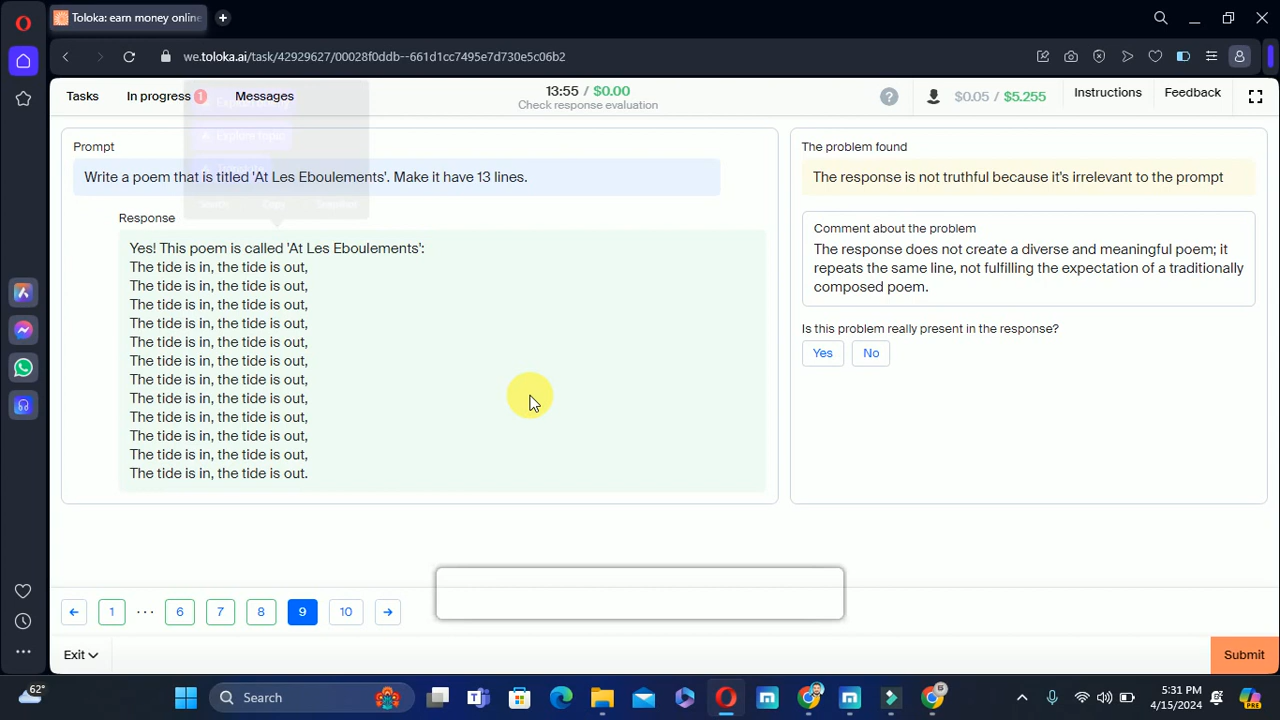 Toloka: earn money online
we.toloka.ai/task/42929627/00028f0ddb--661d1cc7495e7d730e5c06b2
Tasks
In progress 1
Messages
13:55 / $0.00
Check response evaluation
?
$0.05 / $5.255
Instructions
Feedback
Explore topic
Prompt
Write a poem that is titled 'At Les Eboulements'. Make it have 13 lines.
Response
Yes! This poem is called 'At Les Eboulements':
The tide is in, the tide is out,
The tide is in, the tide is out,
The tide is in, the tide is out,
The tide is in, the tide is out,
The tide is in, the tide is out,
The tide is in, the tide is out,
The tide is in, the tide is out,
The tide is in, the tide is out,
The tide is in, the tide is out,
The tide is in, the tide is out,
The tide is in, the tide is out,
The tide is in, the tide is out.
The problem found
The response is not truthful because it's irrelevant to the prompt
Comment about the problem
The response does not create a diverse and meaningful poem; it
repeats the same line, not fulfilling the expectation of a traditionally
composed poem.
Is this problem really present in the response?
Yes
No
1 ... 6 7 8 9 10
Exit
Submit
62°
Search
5:31 PM
4/15/2024